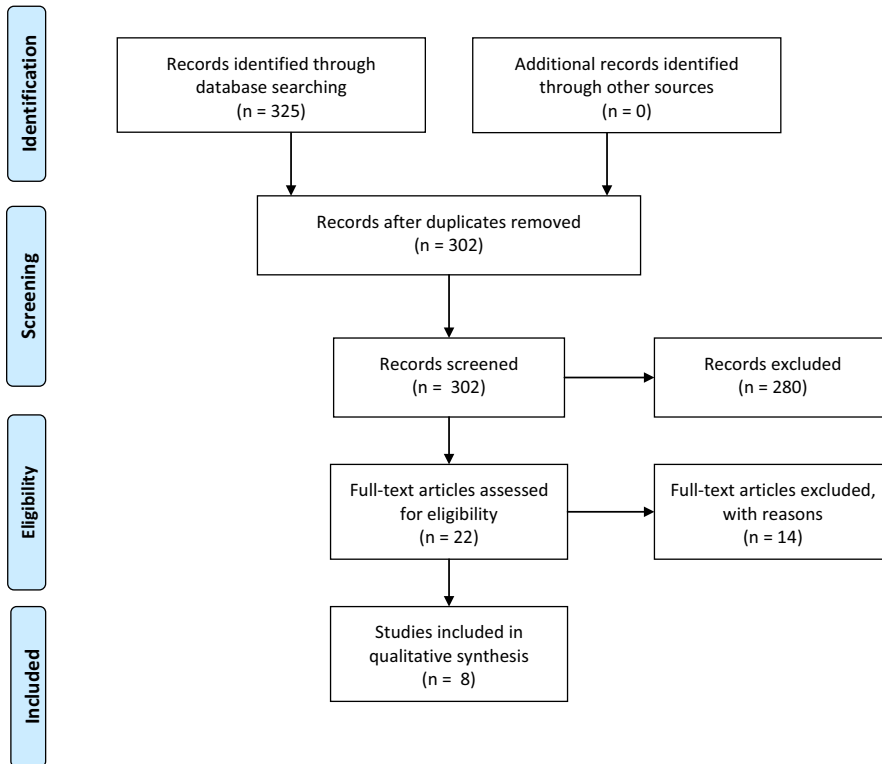 Identification
Records identified through
database searching
(n = 325)
Additional records identified
through other sources
(n = 0)
Screening
Records after duplicates removed
(n = 302)
Records screened
(n = 302)
Records excluded
(n = 280)
Eligibility
Full-text articles assessed
for eligibility
(n = 22)
Full-text articles excluded,
with reasons
(n = 14)
Included
Studies included in
qualitative synthesis
(n = 8)